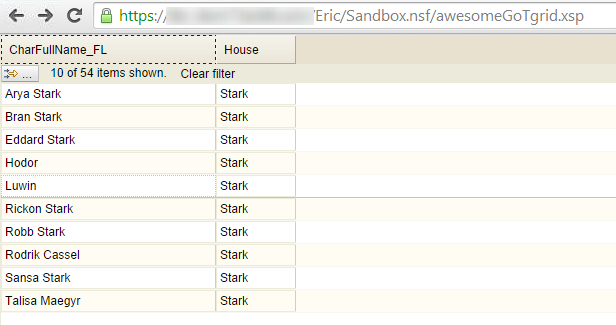 https:// /Eric/Sandbox.nsf/awesomeGoTgrid.xsp
CharFullName_FL House
... 10 of 54 items shown. Clear filter
Arya Stark Stark
Bran Stark Stark
Eddard Stark Stark
Hodor Stark
Luwin Stark
Rickon Stark Stark
Robb Stark Stark
Rodrik Cassel Stark
Sansa Stark Stark
Talisa Maegyr Stark